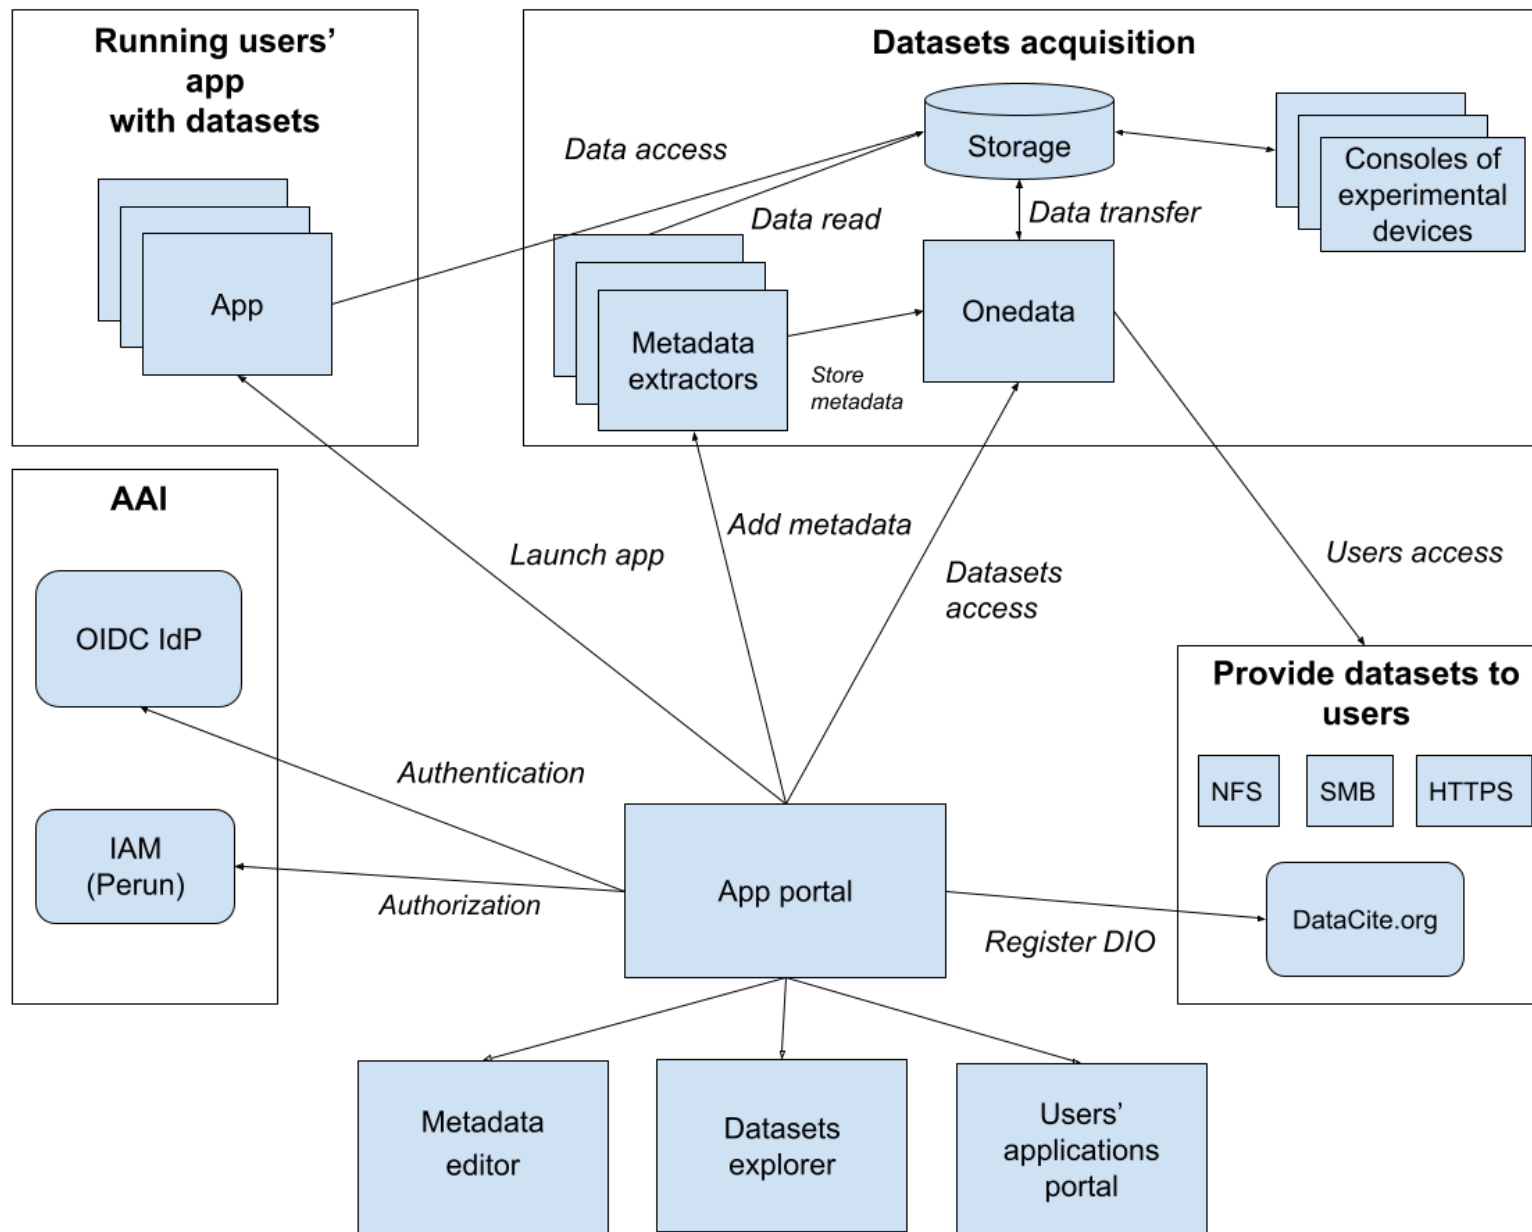 Running users’
app
with datasets
App
Datasets acquisition
Data access
Storage
Consoles of
experimental
devices
Data read
Data transfer
Metadata
extractors
Onedata
Store
metadata
AAI
OIDC IdP
IAM
(Perun)
Launch app
Add metadata
Datasets
access
Users access
Authentication
Authorization
App portal
Register DIO
Provide datasets to
users
NFS
SMB
HTTPS
DataCite.org
Metadata
editor
Datasets
explorer
Users’
applications
portal